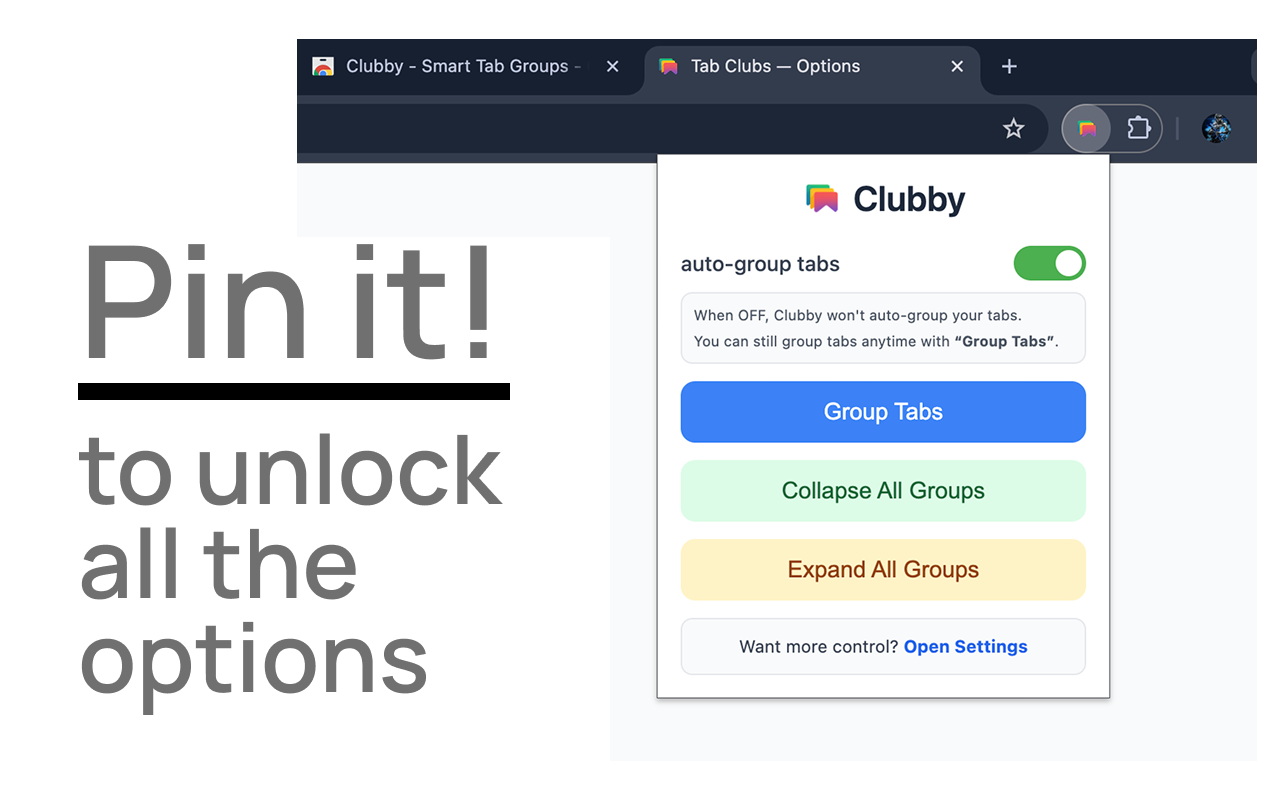 Clubby - Smart Tab Groups -
Tab Clubs — Options
Clubby
auto-group tabs
When OFF, Clubby won't auto-group your tabs.
You can still group tabs anytime with “Group Tabs”.
Group Tabs
Collapse All Groups
Expand All Groups
Want more control? Open Settings
Pin it!
to unlock
all the
options